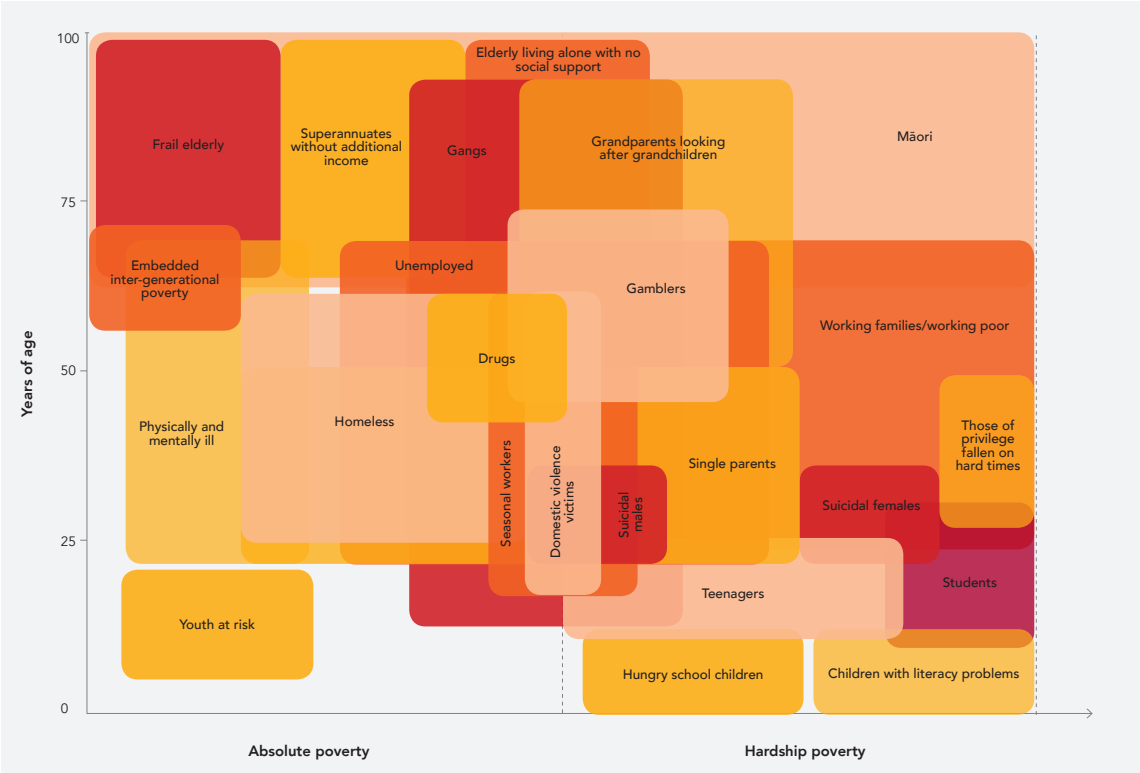 100
75
50
25
0
Years of age
Elderly living alone with no
social support
Frail elderly
Superannuates
without additional
income
Gangs
Grandparents looking
after grandchildren
Māori
Embedded
inter-generational
poverty
Unemployed
Gamblers
Working families/working poor
Drugs
Physically and
mentally ill
Homeless
Seasonal workers
Domestic violence
victims
Suicidal
males
Single parents
Suicidal females
Those of
privilege
fallen on
hard times
Students
Teenagers
Youth at risk
Hungry school children
Children with literacy problems
Absolute poverty
Hardship poverty